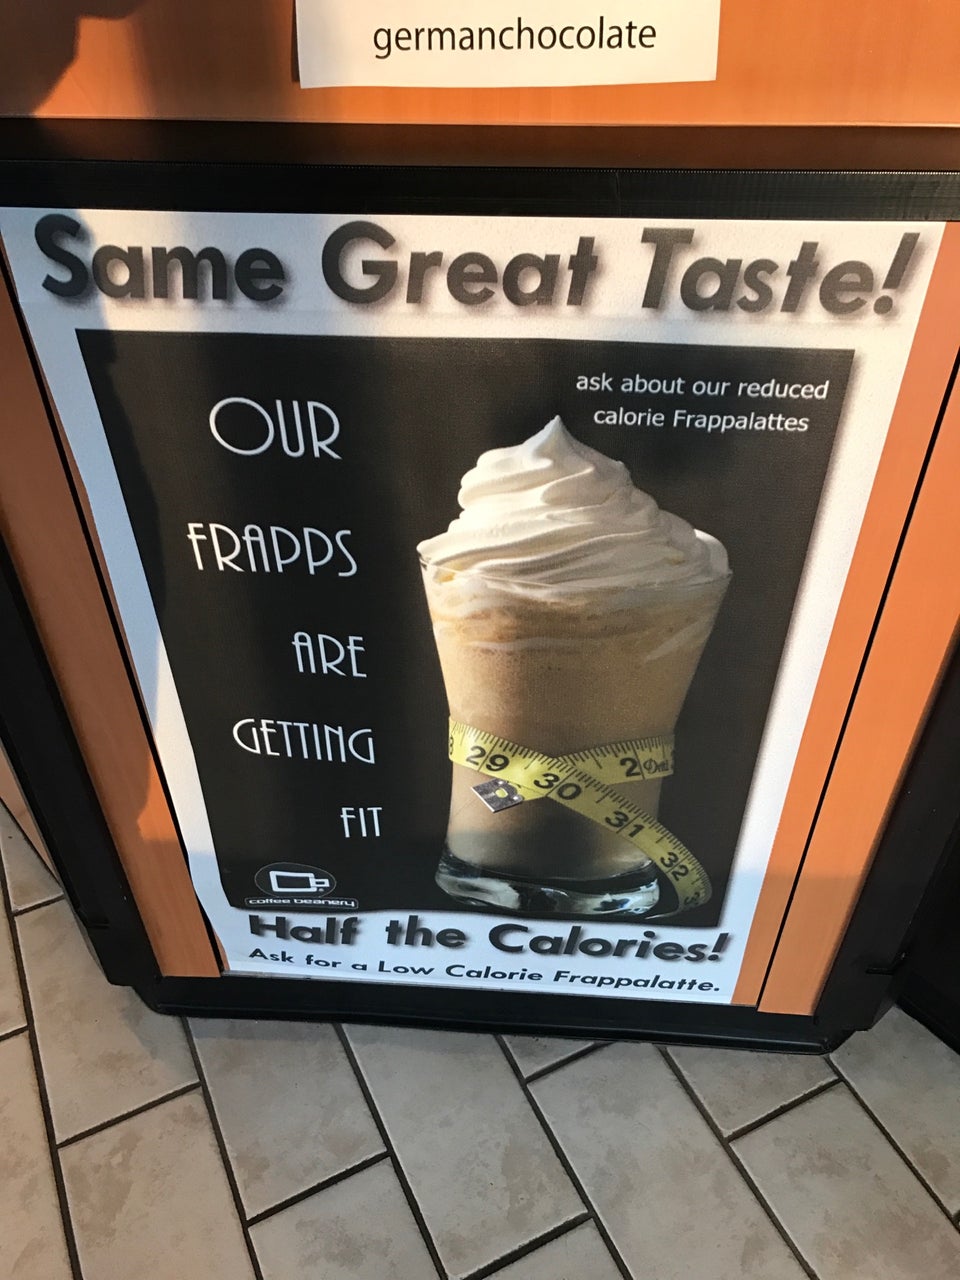 germanchocolate
Same Great Taste!
ask about our reduced
calorie Frappalattes
OUR
FRAPPS
ARE
GETTING
FIT
29 30 31 32
2
coffee beanery
Half the Calories!
Ask for a Low Calorie Frappalatte.